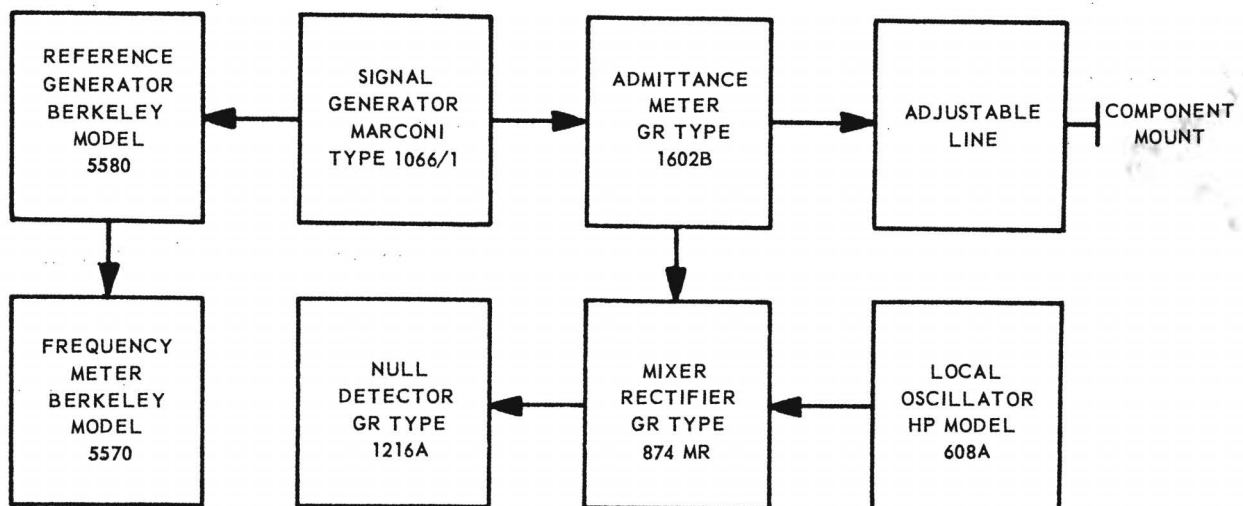 REFERENCE
GENERATOR
BERKELEY
MODEL
5580
SIGNAL
GENERATOR
MARCONI
TYPE 1066/1
ADMITTANCE
METER
GR TYPE
1602B
ADJUSTABLE
LINE
COMPONENT
MOUNT
FREQUENCY
METER
BERKELEY
MODEL
5570
NULL
DETECTOR
GR TYPE
1216A
MIXER
RECTIFIER
GR TYPE
874 MR
LOCAL
OSCILLATOR
HP MODEL
608A